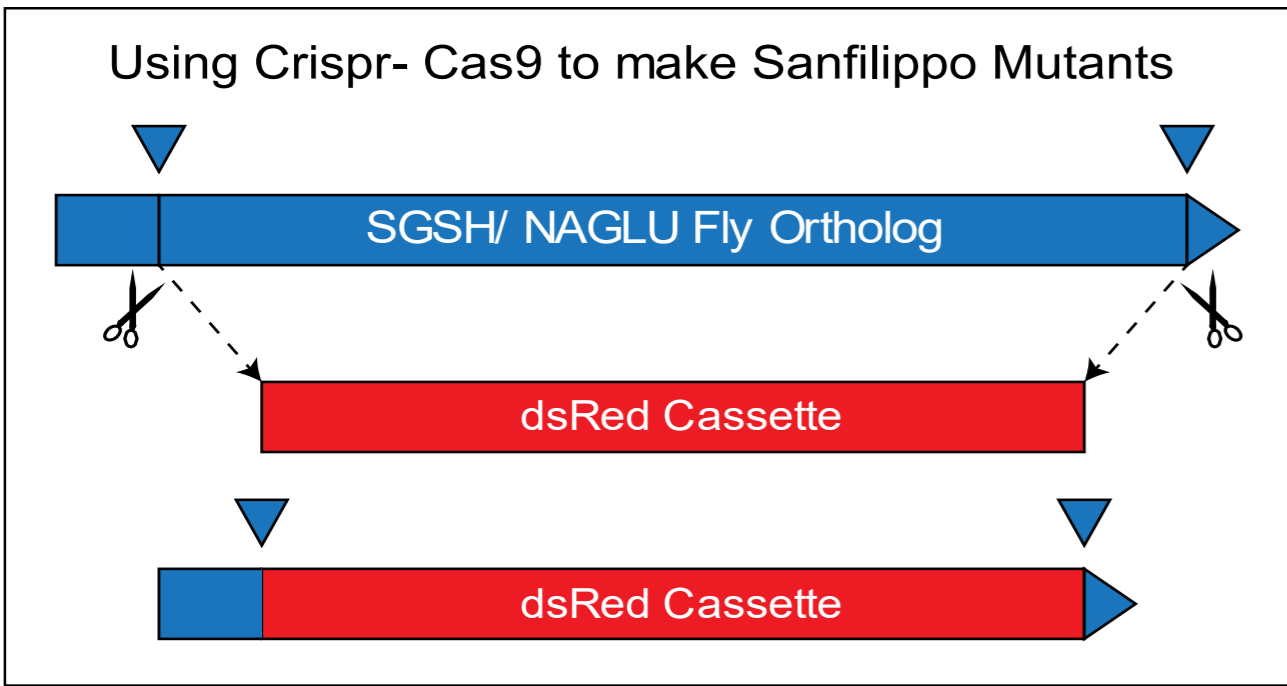 Using Crispr- Cas9 to make Sanfilippo Mutants
SGSH/ NAGLU Fly Ortholog
dsRed Cassette
dsRed Cassette